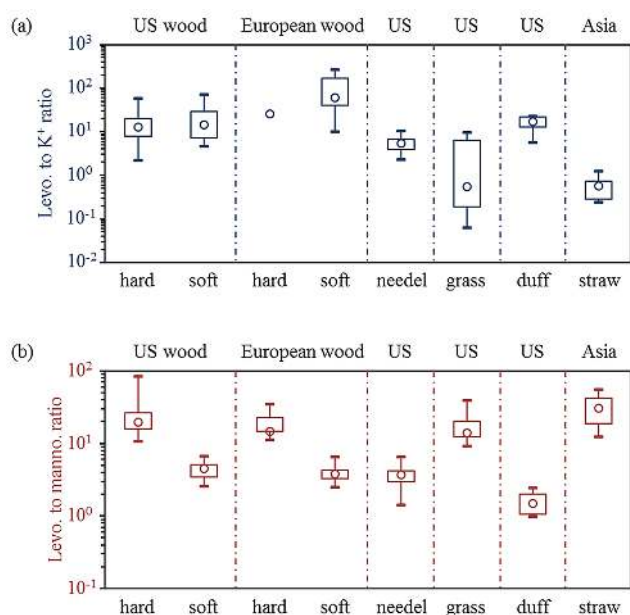 (a) US wood European wood US US US Asia
Levo. to K⁺ ratio
10³
10²
10¹
10⁰
10⁻¹
10⁻²
hard soft hard soft needel grass duff straw
(b) US wood European wood US US US Asia
Levo. to manno. ratio
10²
10¹
10⁰
10⁻¹
hard soft hard soft needel grass duff straw